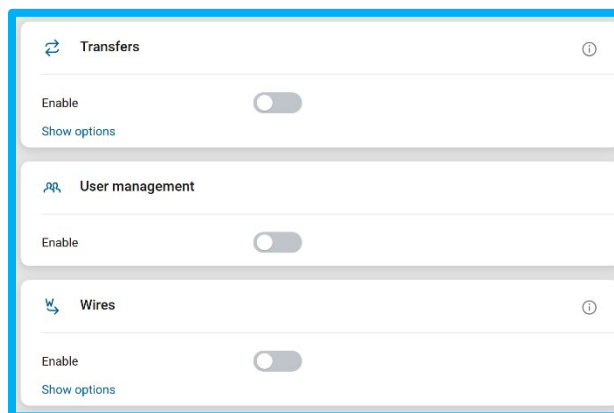 Transfers
Enable
Show options
User management
Enable
Wires
Enable
Show options